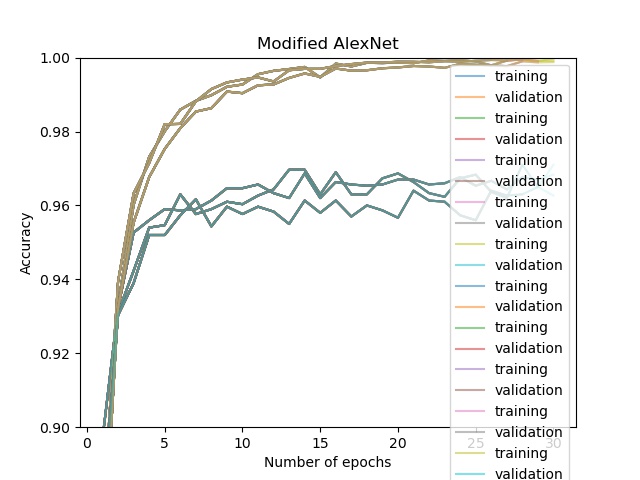 Modified AlexNet
1.00
0.98
0.96
0.94
0.92
0.90
Accuracy
0
5
10
15
20
25
30
Number of epochs
training
validation
training
validation
training
validation
training
validation
training
validation
training
validation
training
validation
training
validation
training
validation
training
validation